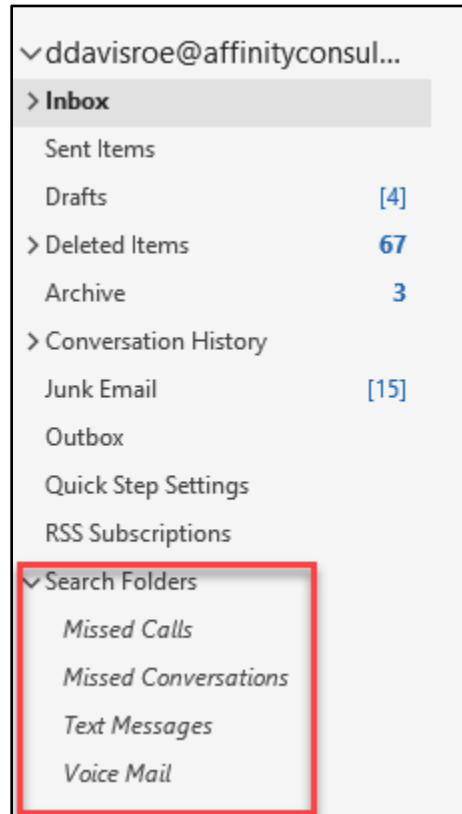 ddavisroe@affinityconsul...
Inbox
Sent Items
Drafts [4]
Deleted Items 67
Archive 3
Conversation History
Junk Email [15]
Outbox
Quick Step Settings
RSS Subscriptions
Search Folders
Missed Calls
Missed Conversations
Text Messages
Voice Mail